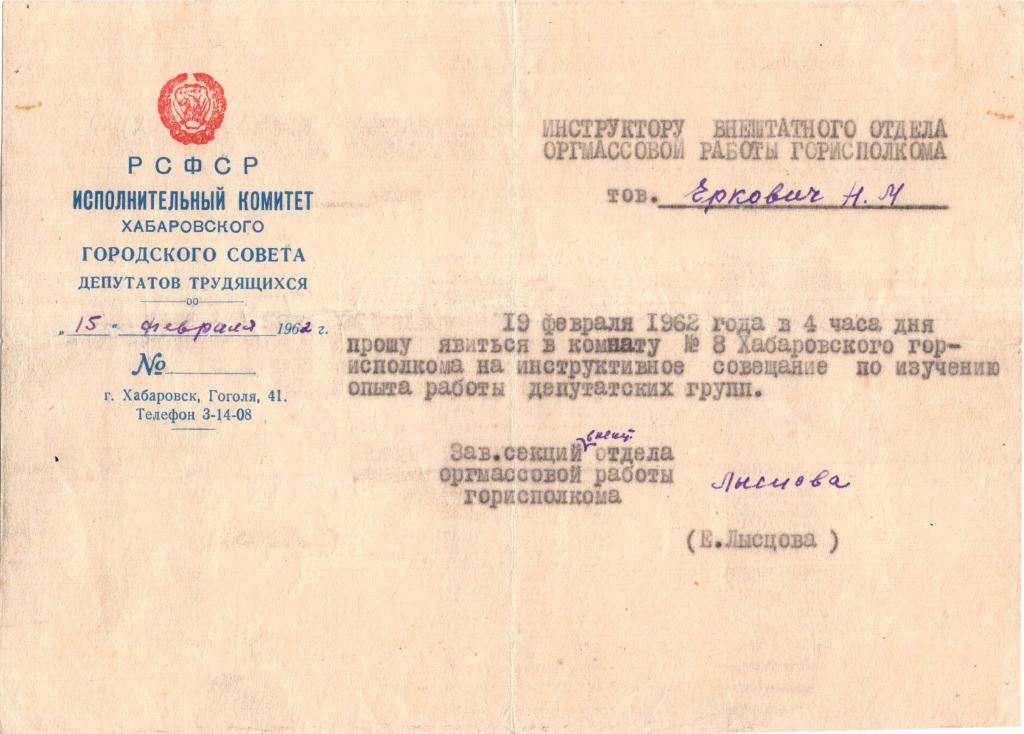 РСФСР
ИСПОЛНИТЕЛЬНЫЙ КОМИТЕТ
ХАБАРОВСКОГО
ГОРОДСКОГО СОВЕТА
ДЕПУТАТОВ ТРУДЯЩИХСЯ
„15" февраля 1962 г.
№
г. Хабаровск, Гоголя, 41.
Телефон 3-14-08
ИНСТРУКТОРУ ВНЕШТАТНОГО ОТДЕЛА
ОРГМАССОВОЙ РАБОТЫ ГОРИСПОЛКОМА
тов. Еркович Н. М
19 февраля 1962 года в 4 часа дня
прошу явиться в комнату № 8 Хабаровского гор-
исполкома на инструктивное совещание по изучению
опыта работы депутатских групп.
внешт.
Зав.секций отдела
оргмассовой работы
горисполкома
Лысцова
(Е.Лысцова )